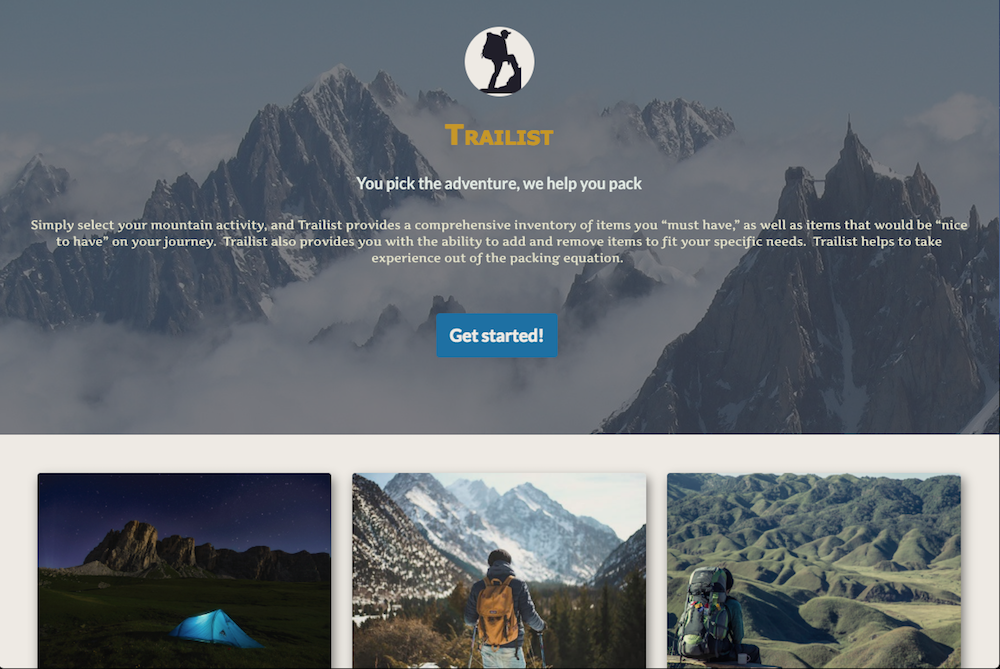 Trailist
You pick the adventure, we help you pack
Simply select your mountain activity, and Trailist provides a comprehensive inventory of items you “must have,” as well as items that would be “nice
to have” on your journey.  Trailist also provides you with the ability to add and remove items to fit your specific needs.  Trailist helps to take
experience out of the packing equation.
Get started!